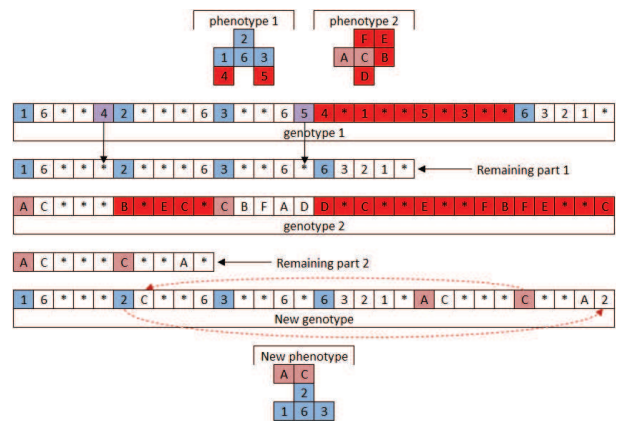 phenotype 1 phenotype 2
2 F E
1 6 3 A C B
4 5 D
1 6 * * 4 2 * * * 6 3 * * 6 5 4 * 1 * * 5 * 3 * * 6 3 2 1 *
genotype 1
1 6 * * * 2 * * * 6 3 * * 6 * 6 3 2 1 * Remaining part 1
A C * * * B * E C * C B F A D D * C * * E * * F B F E * * C
genotype 2
A C * * * C * * A * Remaining part 2
1 6 * * * 2 C * * 6 3 * * 6 * 6 3 2 1 * A C * * * C * * A 2
New genotype
New phenotype
A C
2
1 6 3